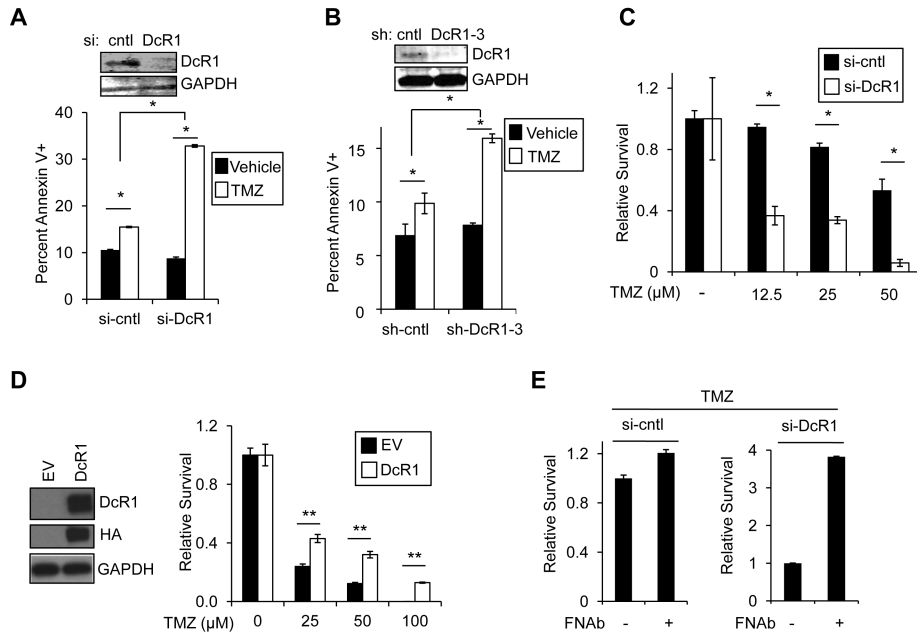 A
si: cntl DcR1
DcR1
GAPDH
*
40
30
20
10
0
Percent Annexin V+
*
*
Vehicle
TMZ
si-cntl si-DcR1
B
sh: cntl DcR1-3
DcR1
GAPDH
*
15
10
5
0
Percent Annexin V+
*
*
Vehicle
TMZ
sh-cntl sh-DcR1-3
C
si-cntl
si-DcR1
1.2
0.8
0.4
0
Relative Survival
*
*
*
TMZ (µM) - 12.5 25 50
D
EV
DcR1
DcR1
HA
GAPDH
1.2
0.8
0.4
0.0
Relative Survival
EV
DcR1
**
**
**
TMZ (µM) 0 25 50 100
E
TMZ
si-cntl
1.2
0.8
0.4
0
Relative Survival
FNAb - +
si-DcR1
4
3
2
1
0
Relative Survival
FNAb - +